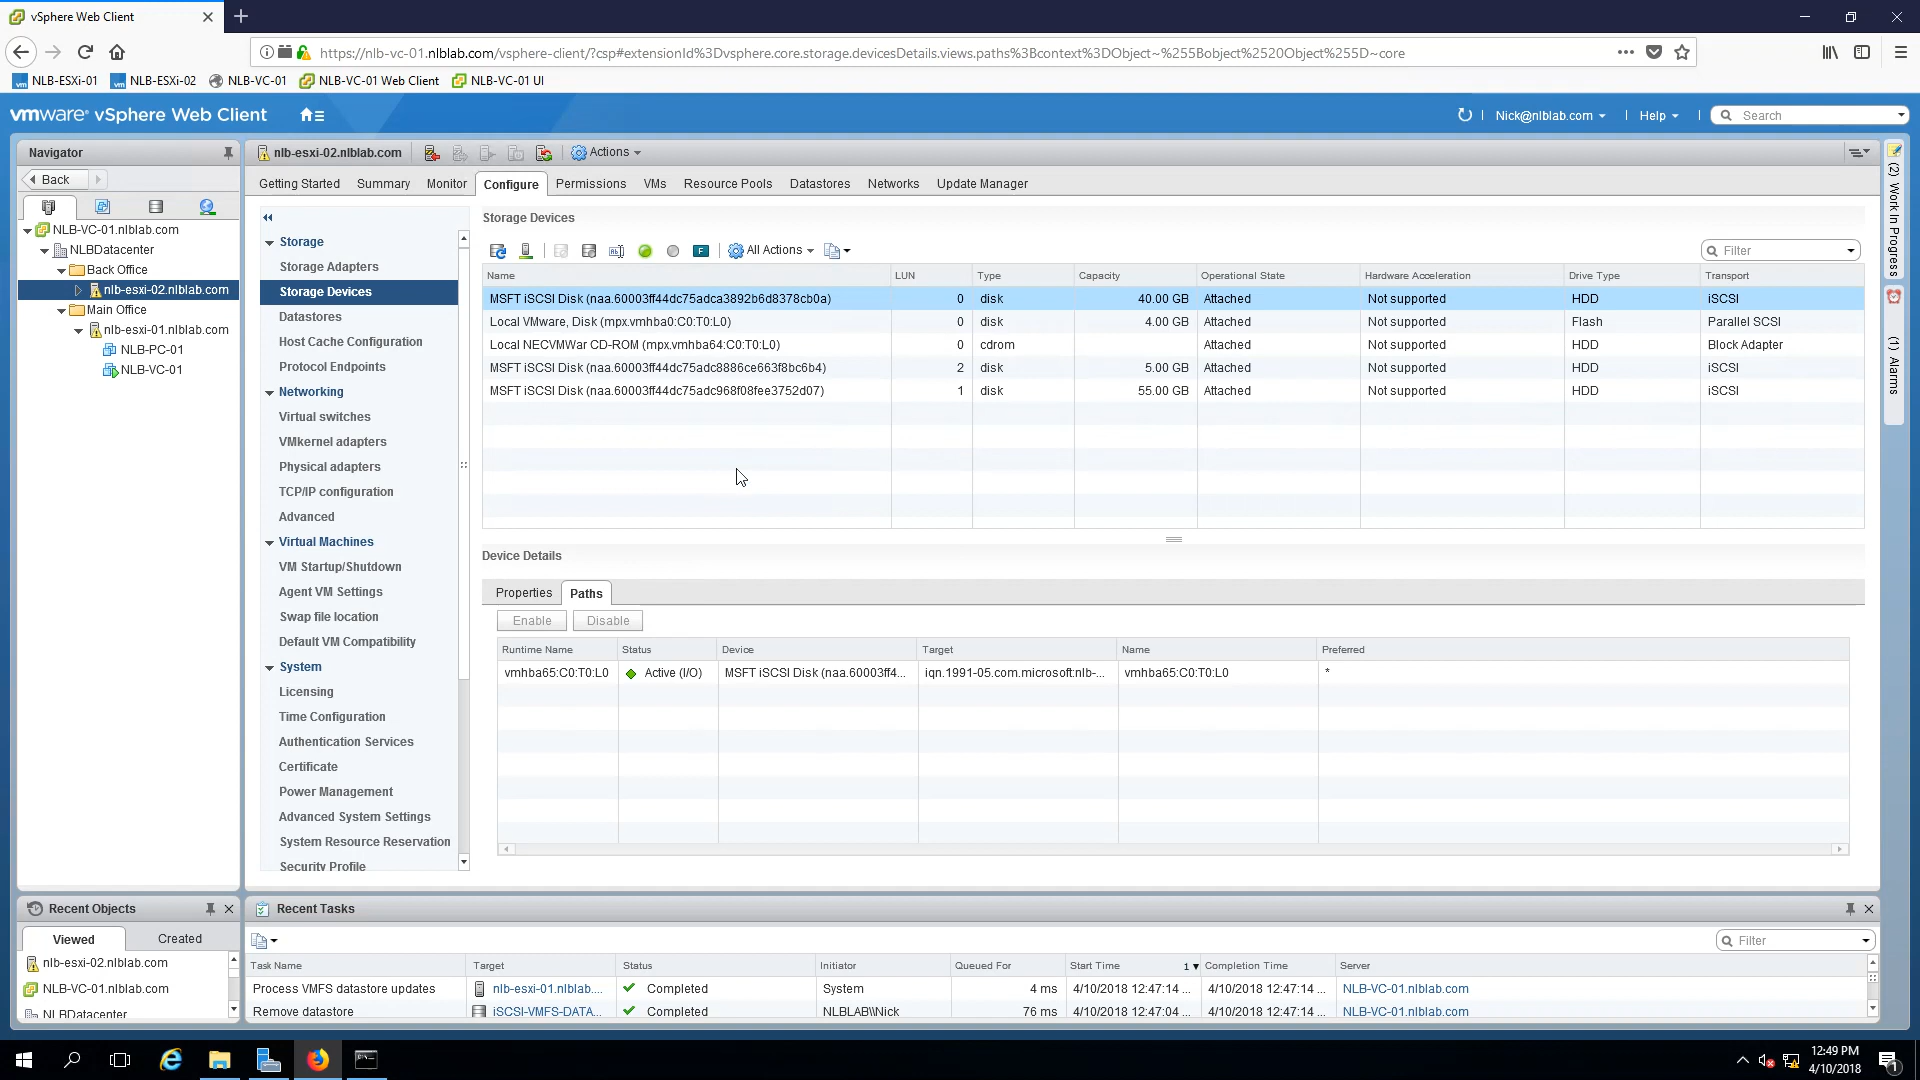 vSphere Web Client
https://nlb-vc-01.nlblab.com/vsphere-client/?csp#extensionId%3Dvsphere.core.storage.devicesDetails.views.paths%3Bcontext%3DObject~%255Bobject%2520Object%255D~core
NLB-ESXi-01 NLB-ESXi-02 NLB-VC-01 NLB-VC-01 Web Client NLB-VC-01 UI
vmware® vSphere Web Client
Nick@nlblab.com Help Search
Navigator
Back
NLB-VC-01.nlblab.com
NLBDatacenter
Back Office
nlb-esxi-02.nlblab.com
Main Office
nlb-esxi-01.nlblab.com
NLB-PC-01
NLB-VC-01
nlb-esxi-02.nlblab.com Actions
Getting Started Summary Monitor Configure Permissions VMs Resource Pools Datastores Networks Update Manager
Storage
Storage Adapters
Storage Devices
Datastores
Host Cache Configuration
Protocol Endpoints
Networking
Virtual switches
VMkernel adapters
Physical adapters
TCP/IP configuration
Advanced
Virtual Machines
VM Startup/Shutdown
Agent VM Settings
Swap file location
Default VM Compatibility
System
Licensing
Time Configuration
Authentication Services
Certificate
Power Management
Advanced System Settings
System Resource Reservation
Security Profile
Storage Devices
F All Actions Filter
Name LUN Type Capacity Operational State Hardware Acceleration Drive Type Transport
MSFT iSCSI Disk (naa.60003ff44dc75adca3892b6d8378cb0a) 0 disk 40.00 GB Attached Not supported HDD iSCSI
Local VMware, Disk (mpx.vmhba0:C0:T0:L0) 0 disk 4.00 GB Attached Not supported Flash Parallel SCSI
Local NECVMWar CD-ROM (mpx.vmhba64:C0:T0:L0) 0 cdrom Attached Not supported HDD Block Adapter
MSFT iSCSI Disk (naa.60003ff44dc75adc8886ce663f8bc6b4) 2 disk 5.00 GB Attached Not supported HDD iSCSI
MSFT iSCSI Disk (naa.60003ff44dc75adc968f08fee3752d07) 1 disk 55.00 GB Attached Not supported HDD iSCSI
Device Details
Properties Paths
Enable Disable
Runtime Name Status Device Target Name Preferred
vmhba65:C0:T0:L0 Active (I/O) MSFT iSCSI Disk (naa.60003ff4... iqn.1991-05.com.microsoft:nlb-... vmhba65:C0:T0:L0 *
(2) Work In Progress
(1) Alarms
Recent Objects
Viewed Created
nlb-esxi-02.nlblab.com
NLB-VC-01.nlblab.com
NLBDatacenter
Recent Tasks
Filter
Task Name Target Status Initiator Queued For Start Time 1 Completion Time Server
Process VMFS datastore updates nlb-esxi-01.nlblab.... Completed System 4 ms 4/10/2018 12:47:14 ... 4/10/2018 12:47:14 ... NLB-VC-01.nlblab.com
Remove datastore iSCSI-VMFS-DATA... Completed NLBLAB\\Nick 76 ms 4/10/2018 12:47:04 ... 4/10/2018 12:47:14 ... NLB-VC-01.nlblab.com
12:49 PM
4/10/2018
1